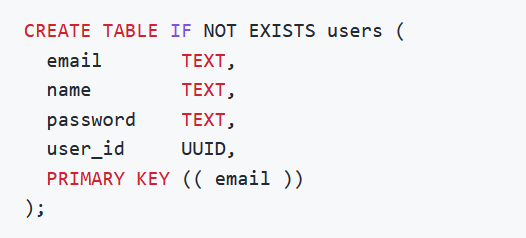 CREATE TABLE IF NOT EXISTS users (
  email       TEXT,
  name        TEXT,
  password    TEXT,
  user_id     UUID,
  PRIMARY KEY (( email ))
);